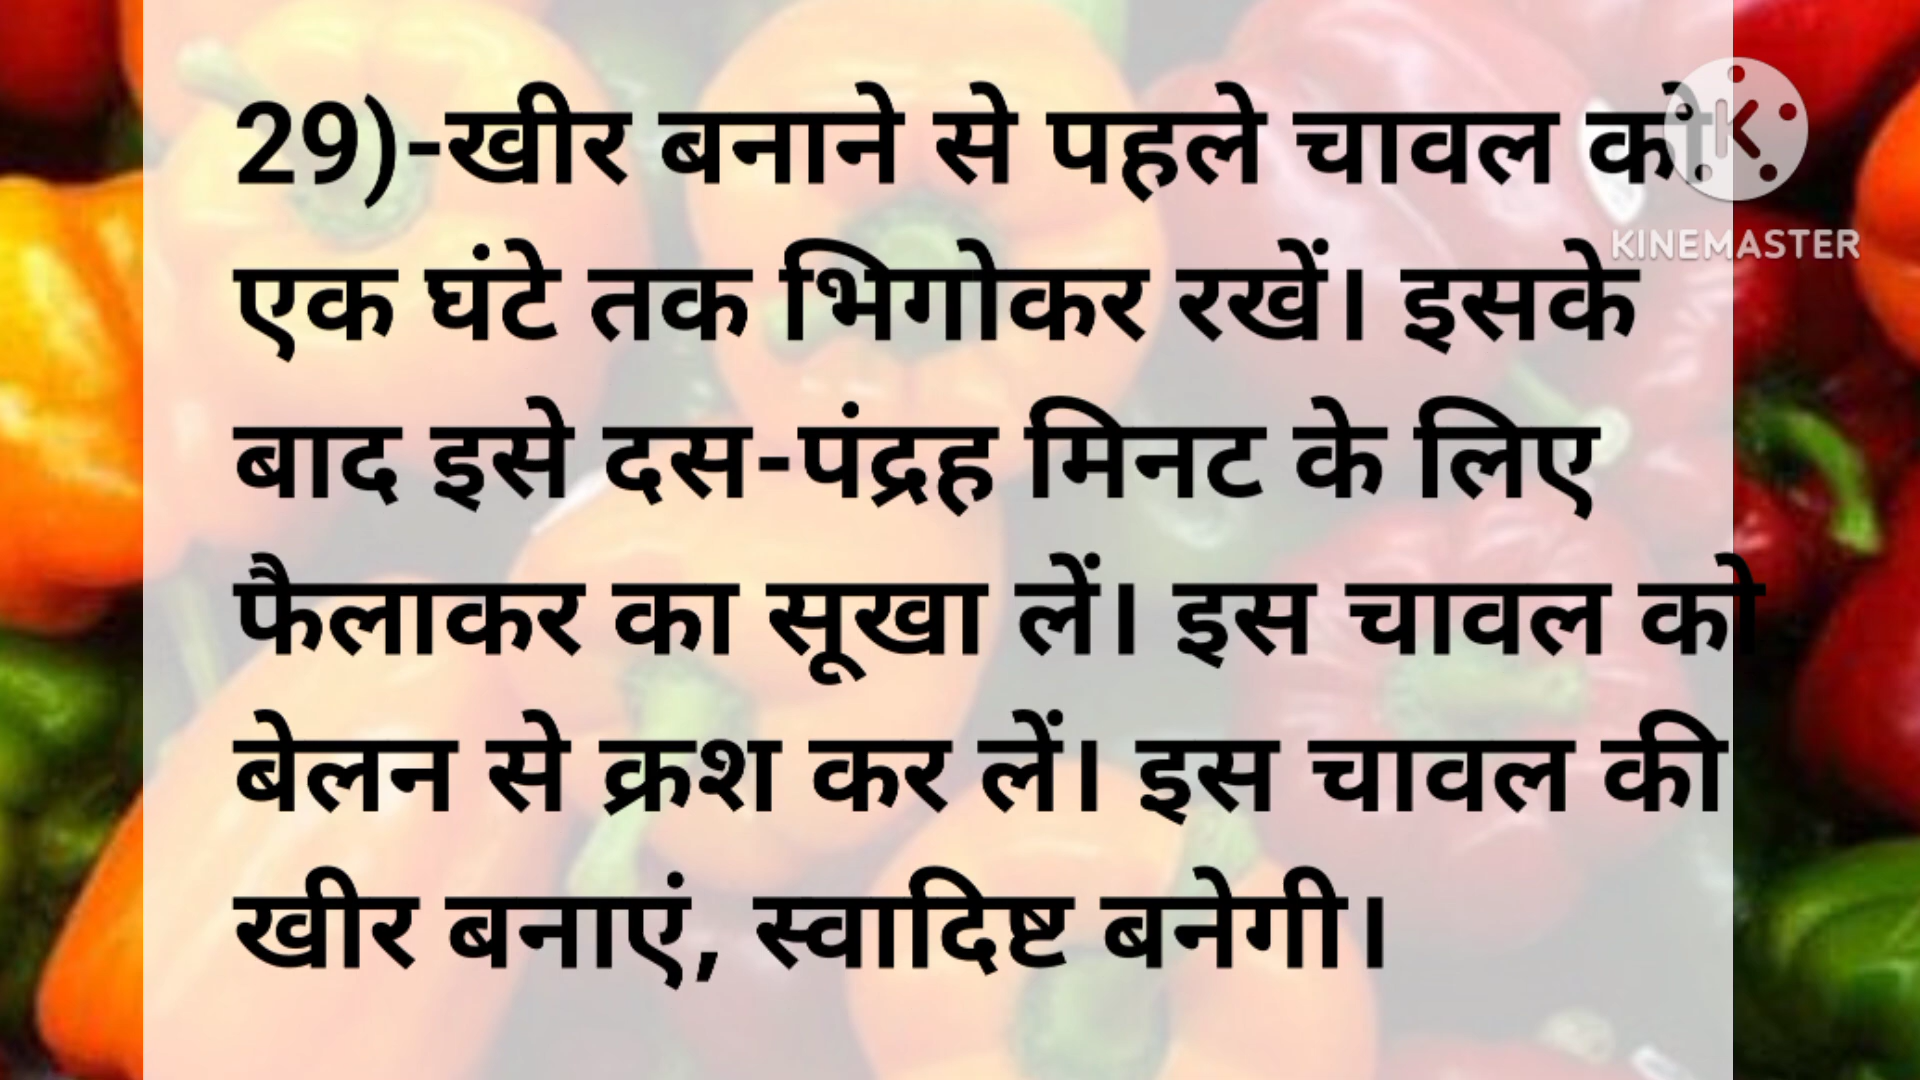 29)-खीर बनाने से पहले चावल को
एक घंटे तक भिगोकर रखें। इसके
बाद इसे दस-पंद्रह मिनट के लिए
फैलाकर का सूखा लें। इस चावल को
बेलन से क्रश कर लें। इस चावल की
खीर बनाएं, स्वादिष्ट बनेगी।
K
KINEMASTER